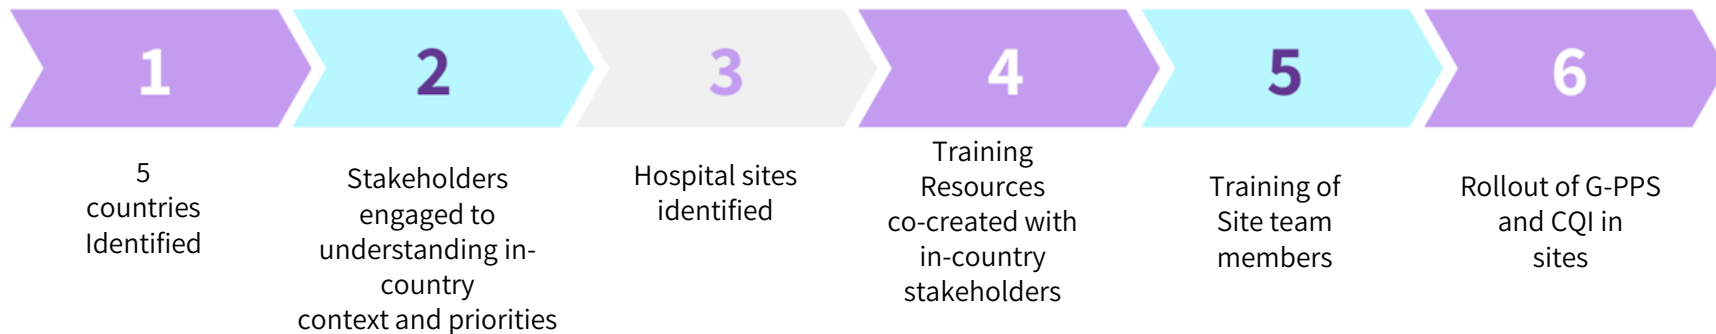 1
2
3
4
5
6
5
countries
Identified
Stakeholders
engaged to
understanding in-
country
context and priorities
Hospital sites
identified
Training
Resources
co-created with
in-country
stakeholders
Training of
Site team
members
Rollout of G-PPS
and CQI in
sites